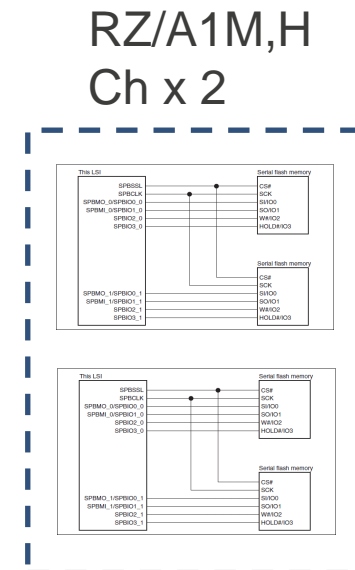 RZ/A1M,H
Ch x 2
This LSI
Serial flash memory
SPBSSL
CS#
SPBCLK
SCK
SPBMO_0/SPBIO0_0
SI/IO0
SPBMI_0/SPBIO1_0
SO/IO1
SPBIO2_0
W#/IO2
SPBIO3_0
HOLD#/IO3
Serial flash memory
CS#
SCK
SPBMO_1/SPBIO0_1
SI/IO0
SPBMI_1/SPBIO1_1
SO/IO1
SPBIO2_1
W#/IO2
SPBIO3_1
HOLD#/IO3
This LSI
Serial flash memory
SPBSSL
CS#
SPBCLK
SCK
SPBMO_0/SPBIO0_0
SI/IO0
SPBMI_0/SPBIO1_0
SO/IO1
SPBIO2_0
W#/IO2
SPBIO3_0
HOLD#/IO3
Serial flash memory
CS#
SCK
SPBMO_1/SPBIO0_1
SI/IO0
SPBMI_1/SPBIO1_1
SO/IO1
SPBIO2_1
W#/IO2
SPBIO3_1
HOLD#/IO3